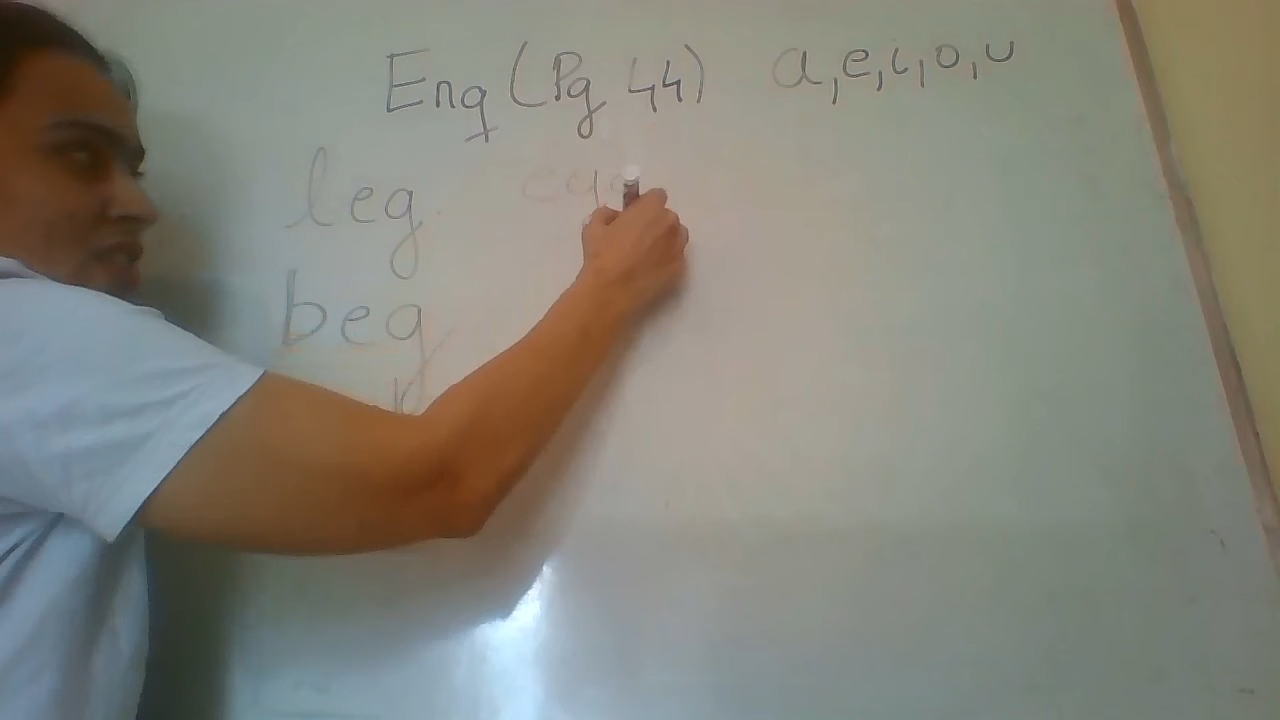 Eng (Pg 44) a, e, i, o, u
leg
beg